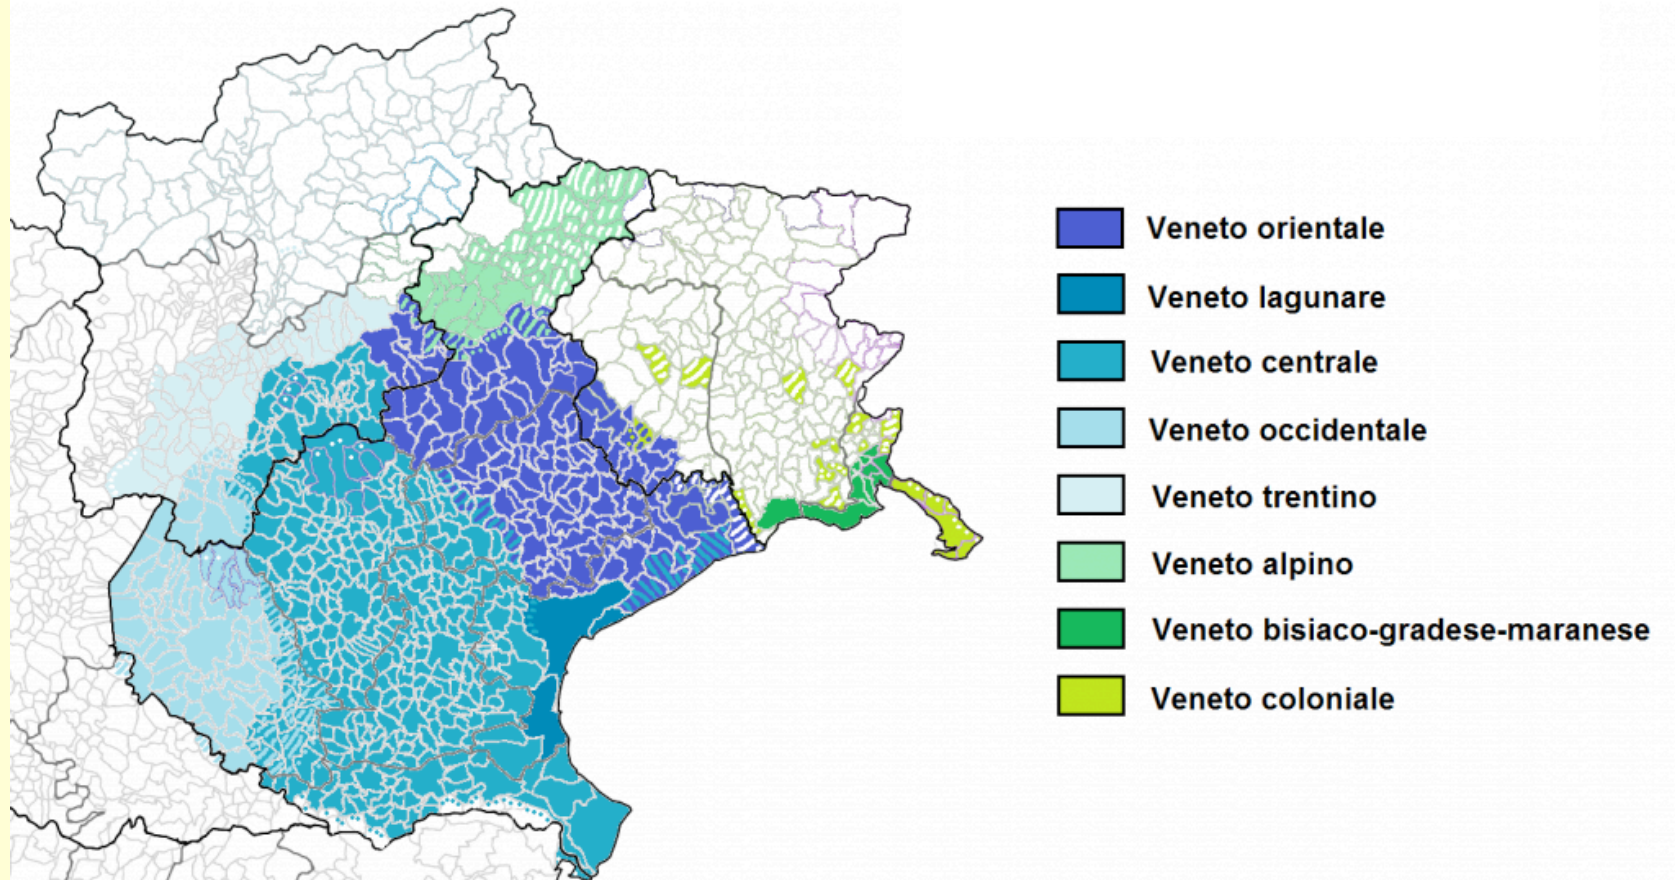 Veneto orientale
Veneto lagunare
Veneto centrale
Veneto occidentale
Veneto trentino
Veneto alpino
Veneto bisiaco-gradese-maranese
Veneto coloniale